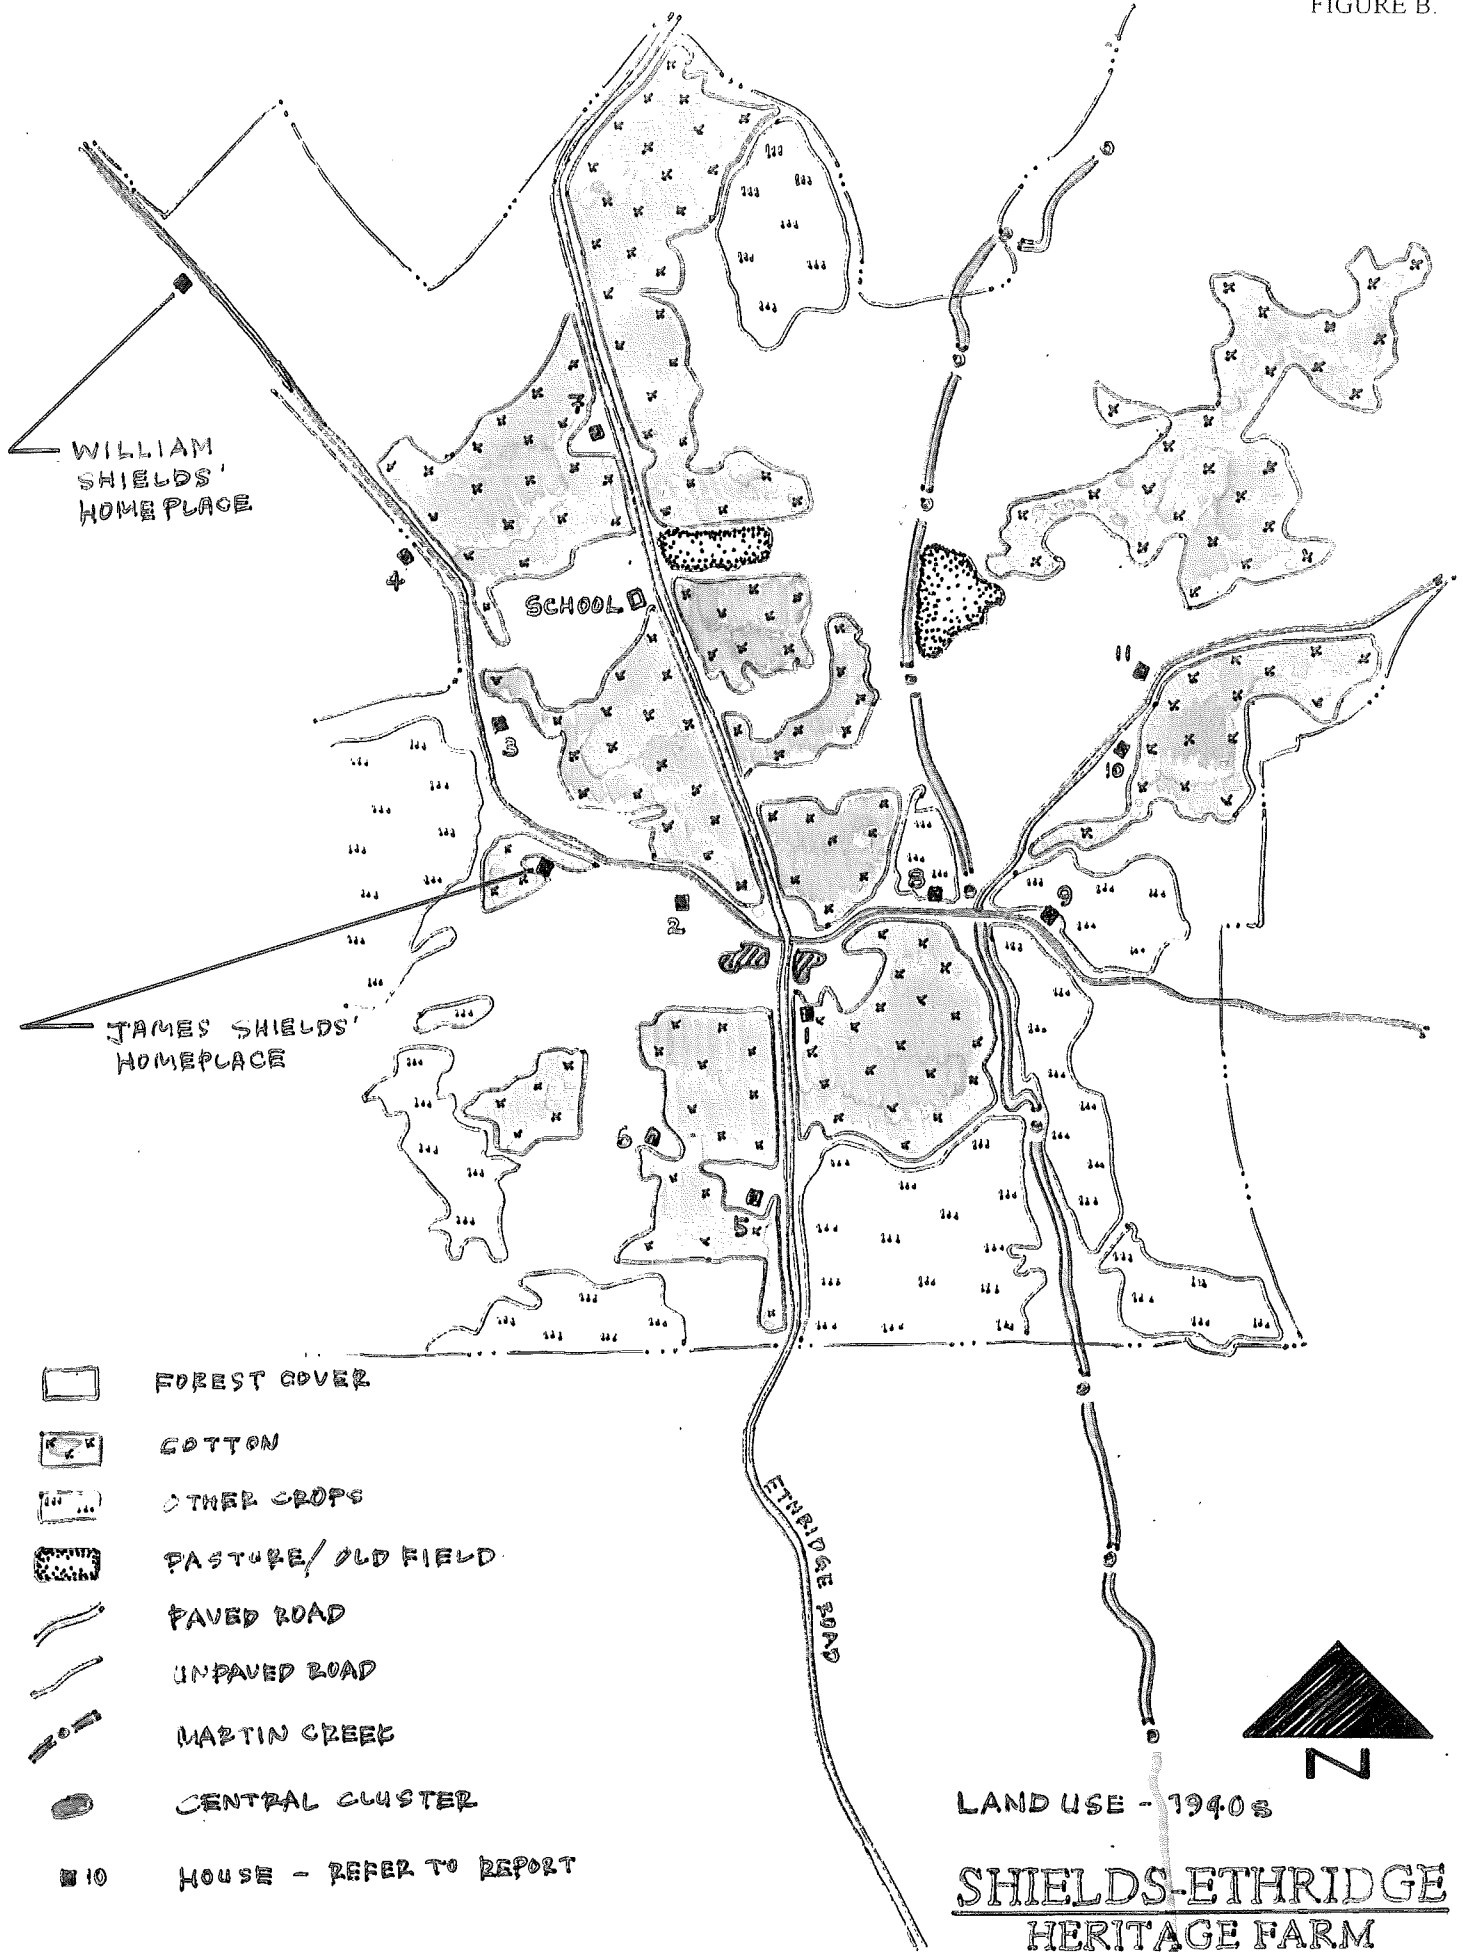 FIGURE B.
WILLIAM
SHIELDS'
HOMEPLACE
7
4
SCHOOL
3
11
10
8
9
2
JAMES SHIELDS'
HOMEPLACE
1
6
5
FOREST COVER
COTTON
OTHER CROPS
PASTURE/OLD FIELD
PAVED ROAD
UNPAVED ROAD
MARTIN CREEK
CENTRAL CLUSTER
10 HOUSE - REFER TO REPORT
ETHRIDGE ROAD
N
LAND USE - 1940s
SHIELDS-ETHRIDGE
HERITAGE FARM